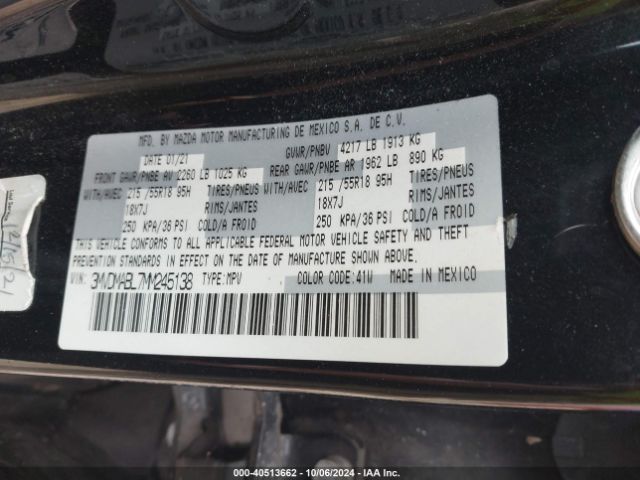 MFD. BY MAZDA MOTOR MANUFACTURING DE MEXICO S.A. DE C.V.
DATE 01/21 GVWR/PNBV 4217 LB 1913 KG
FRONT GAWR/PNBE AV 2260 LB 1025 KG REAR GAWR/PNBE AR 1962 LB 890 KG
WITH/AVEC 215 /55R18 95H TIRES/PNEUS WITH/AVEC 215 /55R18 95H TIRES/PNEUS
18X7J RIMS/JANTES 18X7J RIMS/JANTES
250 KPA/36 PSI COLD/A FROID 250 KPA/36 PSI COLD/A FROID
THIS VEHICLE CONFORMS TO ALL APPLICABLE FEDERAL MOTOR VEHICLE SAFETY AND THEFT
PREVENTION STANDARDS IN EFFECT ON THE DATE OF MANUFACTURE SHOWN ABOVE.
VIN: 3MVDMABL7MM245138 TYPE:MPV COLOR CODE:41W MADE IN MEXICO
000-40513662 - 10/06/2024 - IAA Inc.